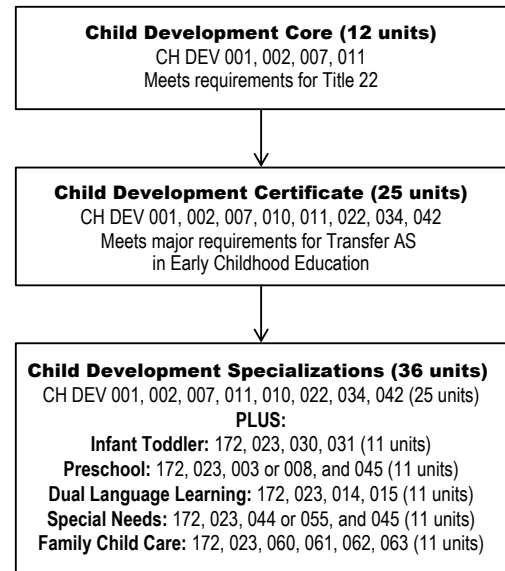 Child Development Core (12 units)
CH DEV 001, 002, 007, 011
Meets requirements for Title 22
Child Development Certificate (25 units)
CH DEV 001, 002, 007, 010, 011, 022, 034, 042
Meets major requirements for Transfer AS
in Early Childhood Education
Child Development Specializations (36 units)
CH DEV 001, 002, 007, 011, 010, 022, 034, 042 (25 units)
PLUS:
Infant Toddler: 172, 023, 030, 031 (11 units)
Preschool: 172, 023, 003 or 008, and 045 (11 units)
Dual Language Learning: 172, 023, 014, 015 (11 units)
Special Needs: 172, 023, 044 or 055, and 045 (11 units)
Family Child Care: 172, 023, 060, 061, 062, 063 (11 units)